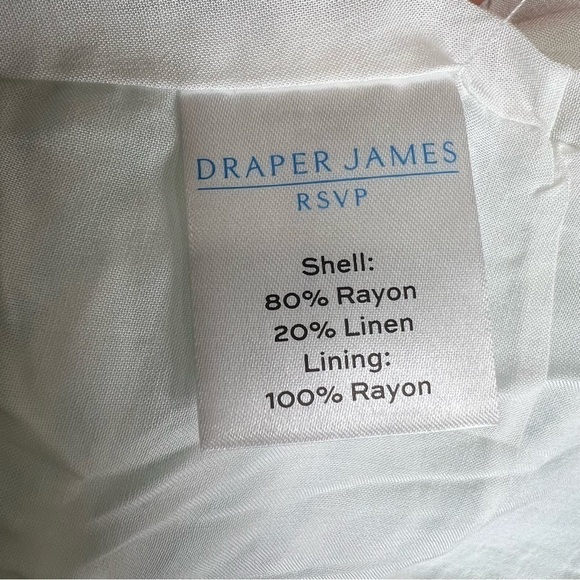 DRAPER JAMES
RSVP
Shell:
80% Rayon
20% Linen
Lining:
100% Rayon